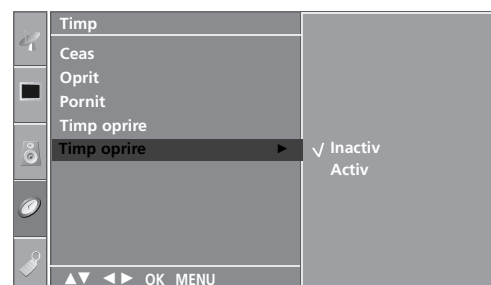 Timp
Ceas
Oprit
Pornit
Timp oprire
Timp oprire ►
√ Inactiv
Activ
▲▼ ◄► OK MENU